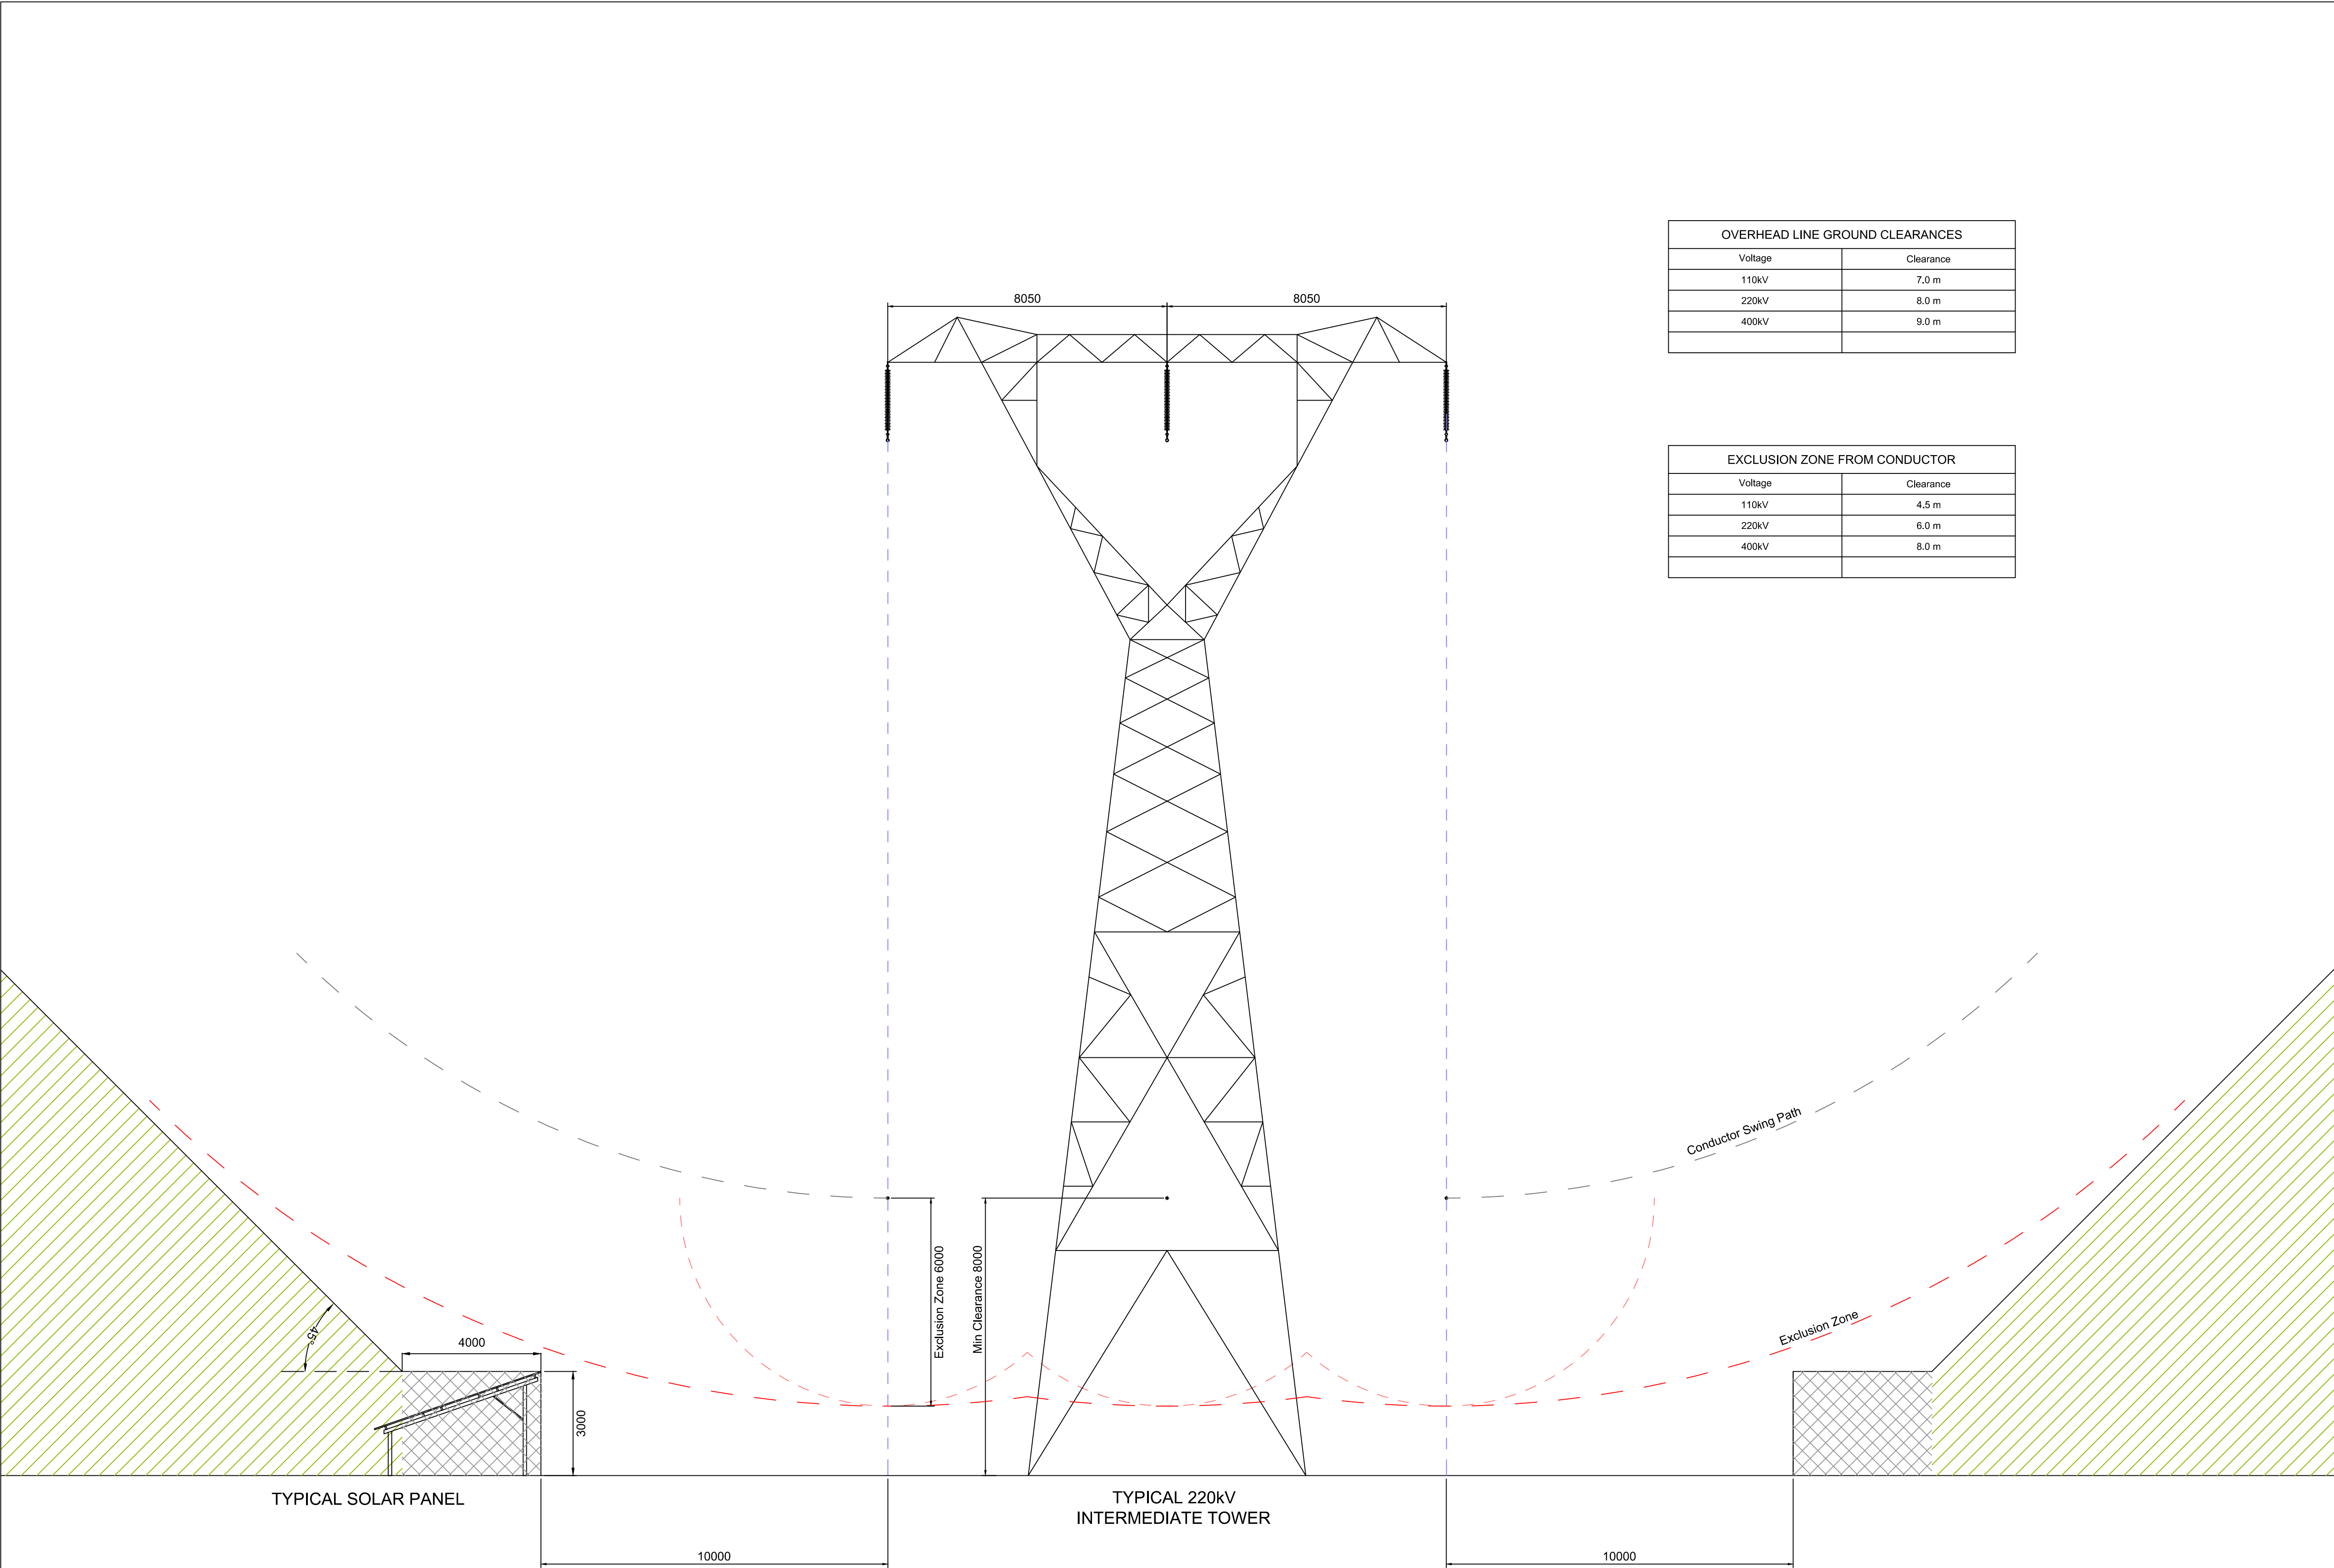 OVERHEAD LINE GROUND CLEARANCES
Voltage Clearance
110kV 7.0 m
220kV 8.0 m
400kV 9.0 m
8050 8050
EXCLUSION ZONE FROM CONDUCTOR
Voltage Clearance
110kV 4.5 m
220kV 6.0 m
400kV 8.0 m
Conductor Swing Path
Exclusion Zone 6000
Min Clearance 8000
Exclusion Zone
45°
4000
3000
TYPICAL SOLAR PANEL
TYPICAL 220kV
INTERMEDIATE TOWER
10000 10000